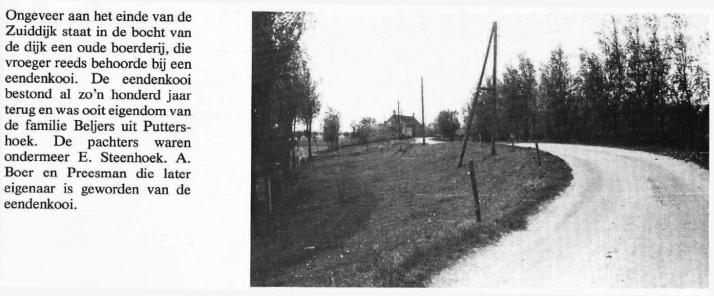 Ongeveer aan het einde van de
Zuiddijk staat in de bocht van
de dijk een oude boerderij, die
vroeger reeds behoorde bij een
eendenkooi. De eendenkooi
bestond al zo'n honderd jaar
terug en was ooit eigendom van
de familie Beljers uit Putters-
hoek. De pachters waren
ondermeer E. Steenhoek. A.
Boer en Preesman die later
eigenaar is geworden van de
eendenkooi.